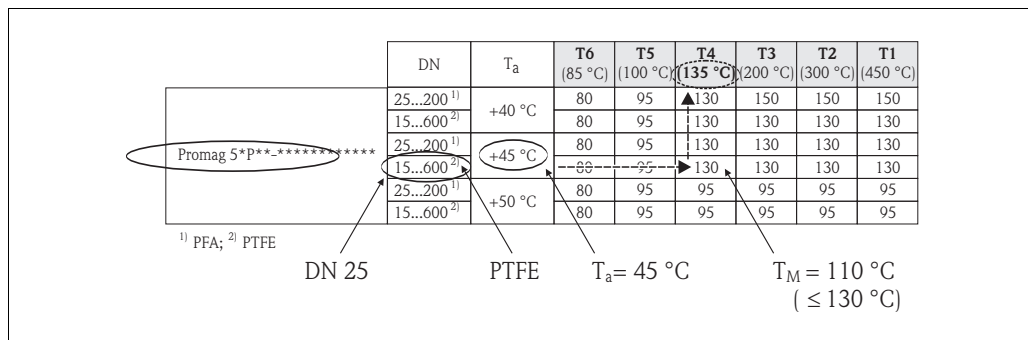 DN Ta T6 T5 T4 T3 T2 T1
(85 °C) (100 °C) (135 °C) (200 °C) (300 °C) (450 °C)
Promag 5*P**-************
25...200 1) +40 °C 80 95 130 150 150 150
15...600 2) 80 95 130 130 130 130
25...200 1) +45 °C 80 95 130 130 130 130
15...600 2) 80 95 130 130 130 130
25...200 1) +50 °C 80 95 95 95 95 95
15...600 2) 80 95 95 95 95 95
1) PFA; 2) PTFE
DN 25 PTFE Ta= 45 °C TM = 110 °C
( ≤ 130 °C)